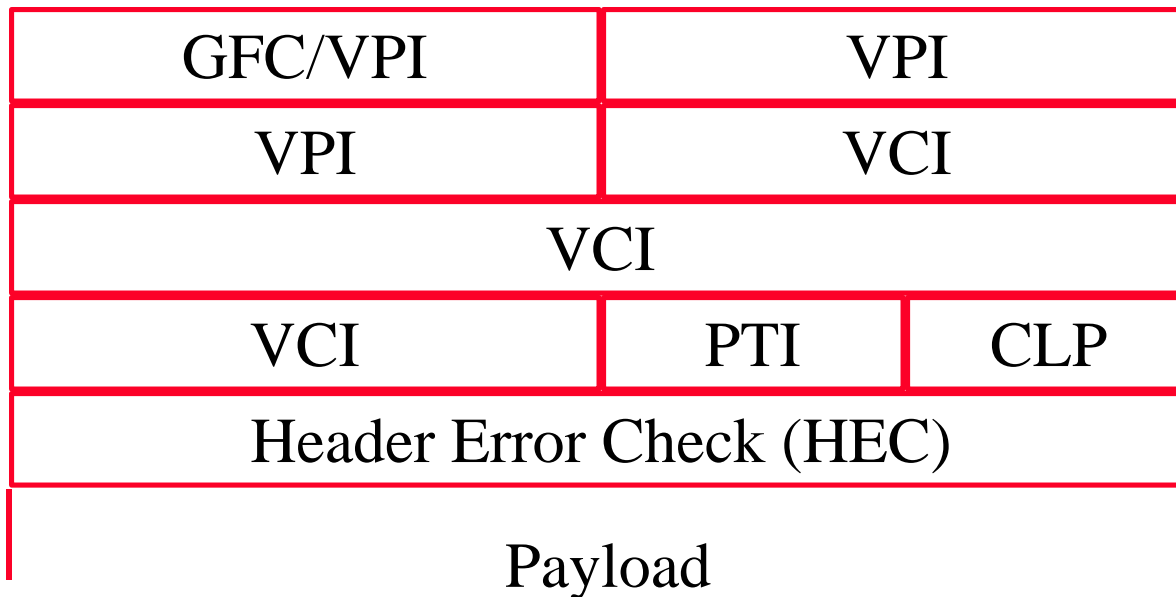 GFC/VPI VPI
VPI VCI
VCI
VCI PTI CLP
Header Error Check (HEC)
Payload